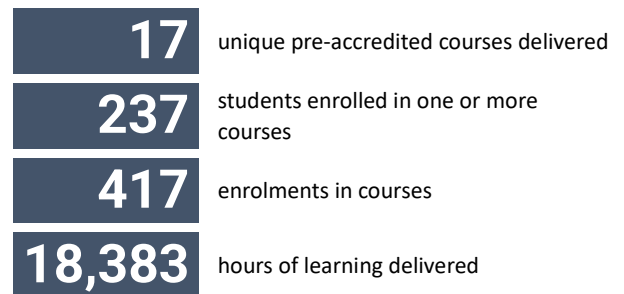 17
unique pre-accredited courses delivered
237
students enrolled in one or more
courses
417
enrolments in courses
18,383
hours of learning delivered